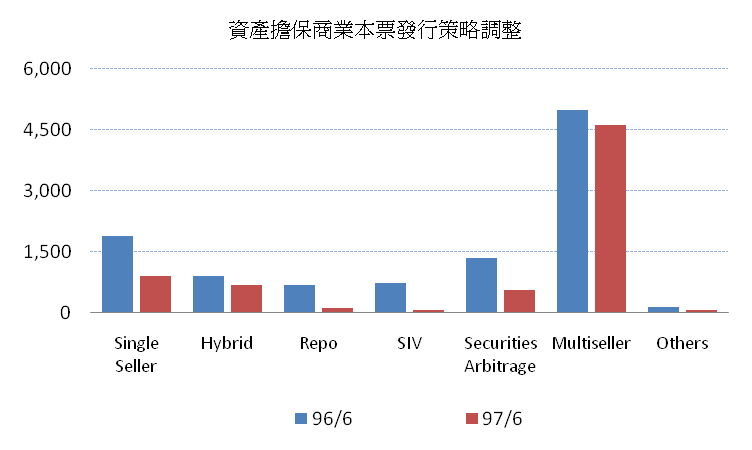 資產擔保商業本票發行策略調整
6,000
4,500
3,000
1,500
0
Single Seller
Hybrid
Repo
SIV
Securities Arbitrage
Multiseller
Others
96/6
97/6